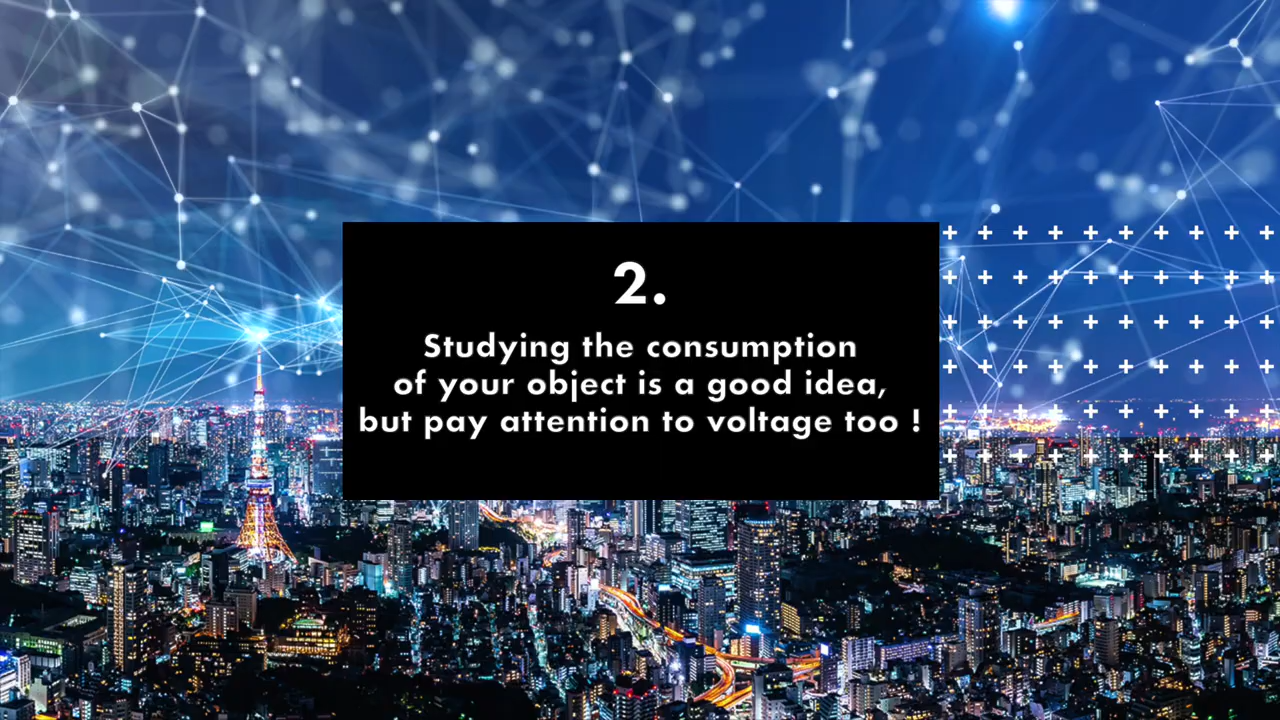 2.
Studying the consumption
of your object is a good idea,
but pay attention to voltage too !